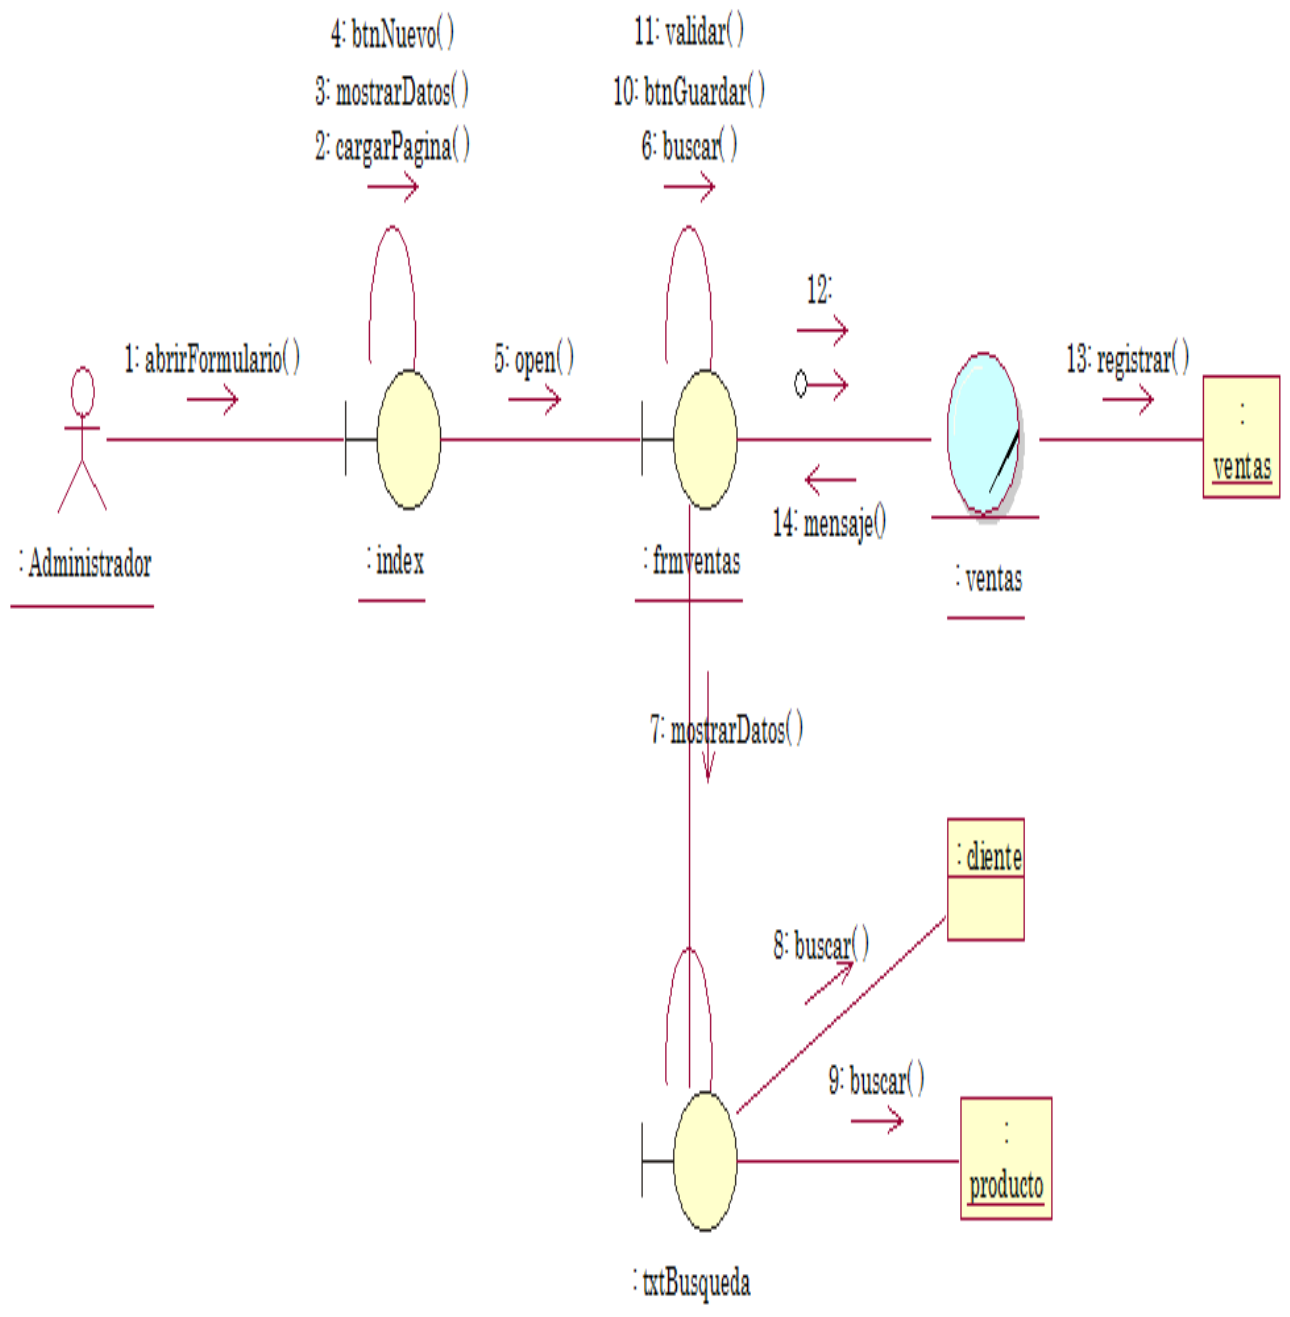 4: btnNuevo( )
3: mostrarDatos( )
2: cargarPagina( )
11: validar( )
10: btnGuardar( )
6: buscar( )
12:
1: abrirFormulario( )
5: open( )
13: registrar( )
:
ventas
14: mensaje()
: Administrador
: index
: frmventas
: ventas
7: mostrarDatos( )
: cliente
8: buscar( )
9: buscar( )
:
producto
: txtBusqueda